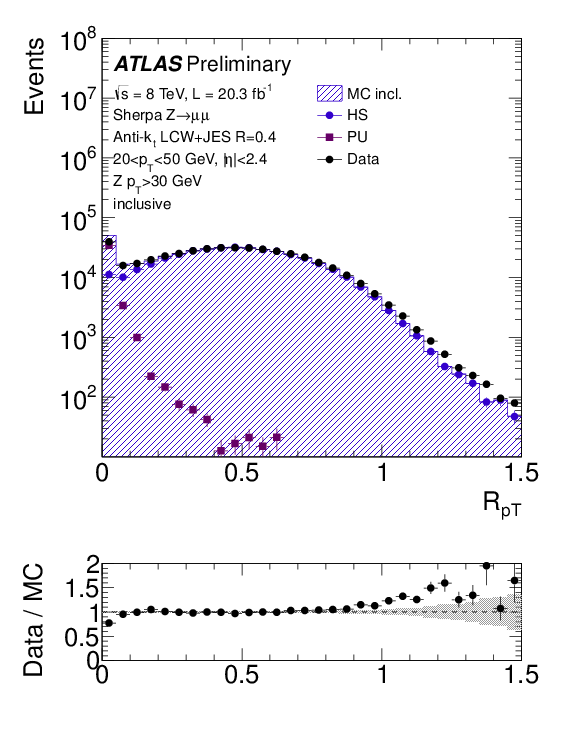 Events
10^8
10^7
10^6
10^5
10^4
10^3
10^2
ATLAS Preliminary
√s = 8 TeV, L = 20.3 fb^-1
Sherpa Z→μμ
Anti-k_t LCW+JES R=0.4
20<p_T<50 GeV, |η|<2.4
Z p_T>30 GeV
inclusive
MC incl.
HS
PU
Data
0 0.5 1 1.5
R_pT
Data / MC
2
1.5
1
0.5
0
0 0.5 1 1.5